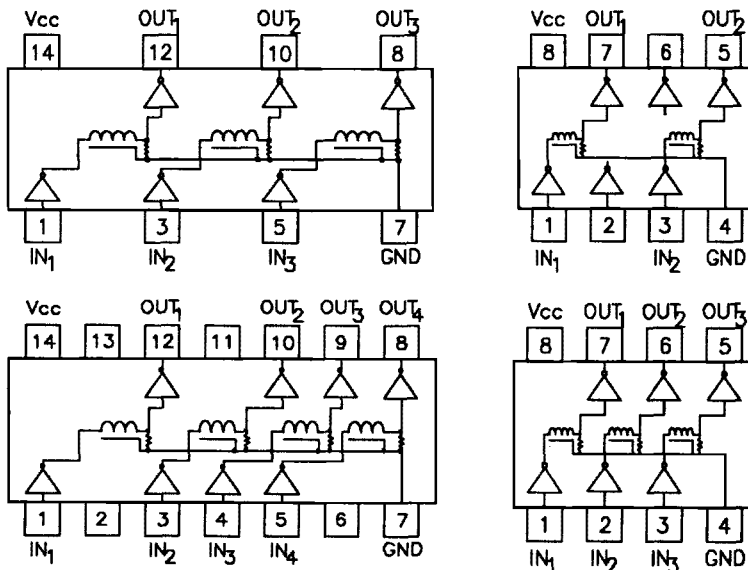 Vcc OUT1 OUT2 OUT3
14 12 10 8
1 3 5 7
IN1 IN2 IN3 GND
Vcc OUT1 OUT2
8 7 6 5
1 2 3 4
IN1 IN2 GND
Vcc OUT1 OUT2 OUT3 OUT4
14 13 12 11 10 9 8
1 2 3 4 5 6 7
IN1 IN2 IN3 IN4 GND
Vcc OUT1 OUT2 OUT3
8 7 6 5
1 2 3 4
IN1 IN2 IN3 GND